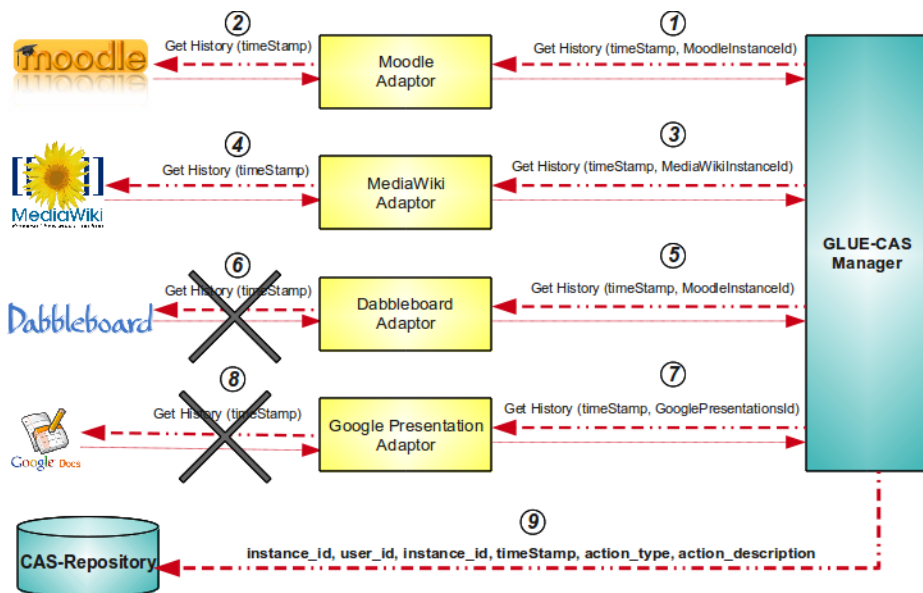 2
1
Get History (timeStamp)
Get History (timeStamp, MoodleInstanceId)
moodle
Moodle
Adaptor
4
3
Get History (timeStamp)
Get History (timeStamp, MediaWikiInstanceId)
[[ ]]
MediaWiki
MediaWiki
Adaptor
GLUE-CAS
Manager
6
5
Get History (timeStamp)
Get History (timeStamp, MoodleInstanceId)
Dabbleboard
Dabbleboard
Adaptor
8
7
Get History (timeStamp)
Get History (timeStamp, GooglePresentationsId)
Google Presentation
Adaptor
Google Docs
9
instance_id, user_id, instance_id, timeStamp, action_type, action_description
CAS-Repository